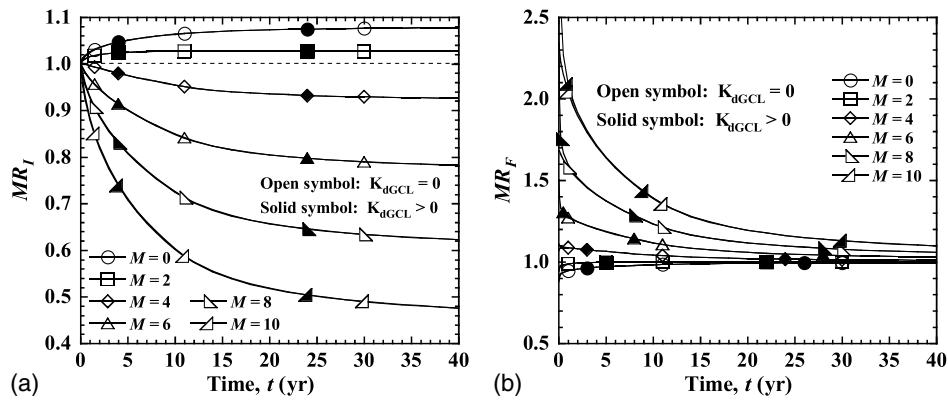 1.1
1.0
0.9
0.8
0.7
0.6
0.5
0.4
MR_I
Open symbol: K_dGCL = 0
Solid symbol: K_dGCL > 0
M = 0
M = 2
M = 4
M = 6
M = 8
M = 10
0 5 10 15 20 25 30 35 40
Time, t (yr)
(a)
2.5
2.0
1.5
1.0
0.5
MR_F
Open symbol: K_dGCL = 0
Solid symbol: K_dGCL > 0
M = 0
M = 2
M = 4
M = 6
M = 8
M = 10
0 5 10 15 20 25 30 35 40
Time, t (yr)
(b)